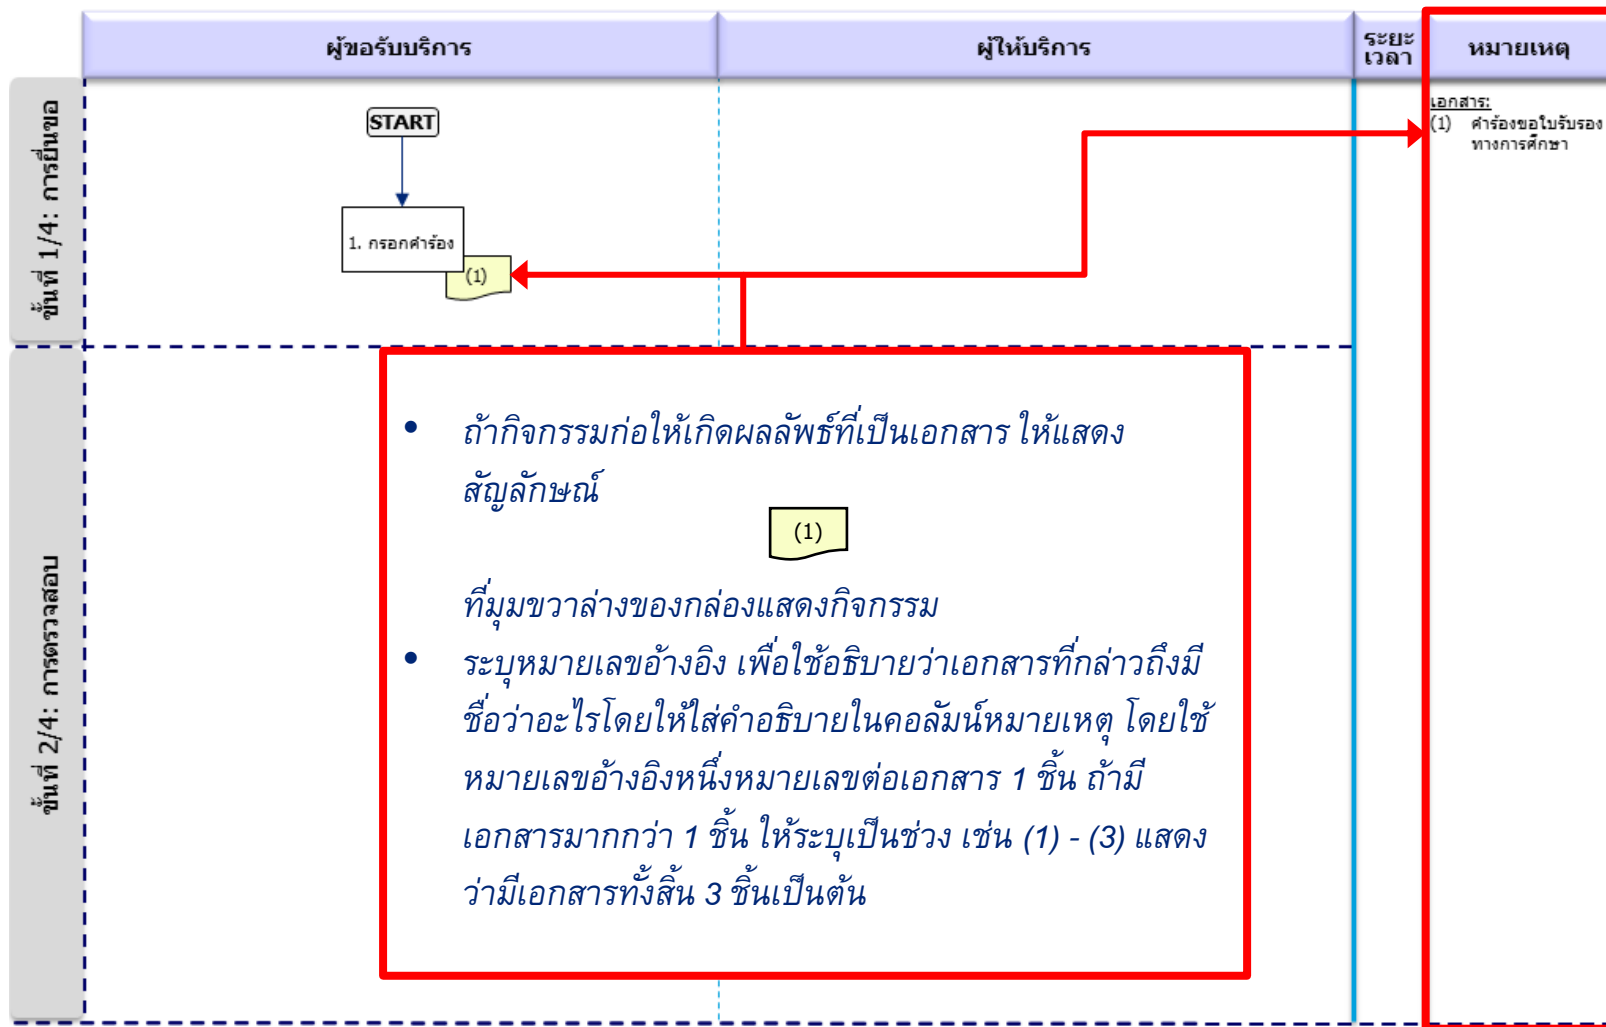 ผู้ขอรับบริการ
ผู้ให้บริการ
ระยะ
เวลา
หมายเหตุ
ขั้นที่ 1/4: การยื่นขอ
START
1. กรอกคำร้อง
(1)
เอกสาร:
(1) คำร้องขอใบรับรอง
ทางการศึกษา
ขั้นที่ 2/4: การตรวจสอบ
• ถ้ากิจกรรมก่อให้เกิดผลลัพธ์ที่เป็นเอกสาร ให้แสดง
สัญลักษณ์
(1)
ที่มุมขวาล่างของกล่องแสดงกิจกรรม
• ระบุหมายเลขอ้างอิง เพื่อใช้อธิบายว่าเอกสารที่กล่าวถึงมี
ชื่อว่าอะไรโดยให้ใส่คำอธิบายในคอลัมน์หมายเหตุ โดยใช้
หมายเลขอ้างอิงหนึ่งหมายเลขต่อเอกสาร 1 ชิ้น ถ้ามี
เอกสารมากกว่า 1 ชิ้น ให้ระบุเป็นช่วง เช่น (1) - (3) แสดง
ว่ามีเอกสารทั้งสิ้น 3 ชิ้นเป็นต้น